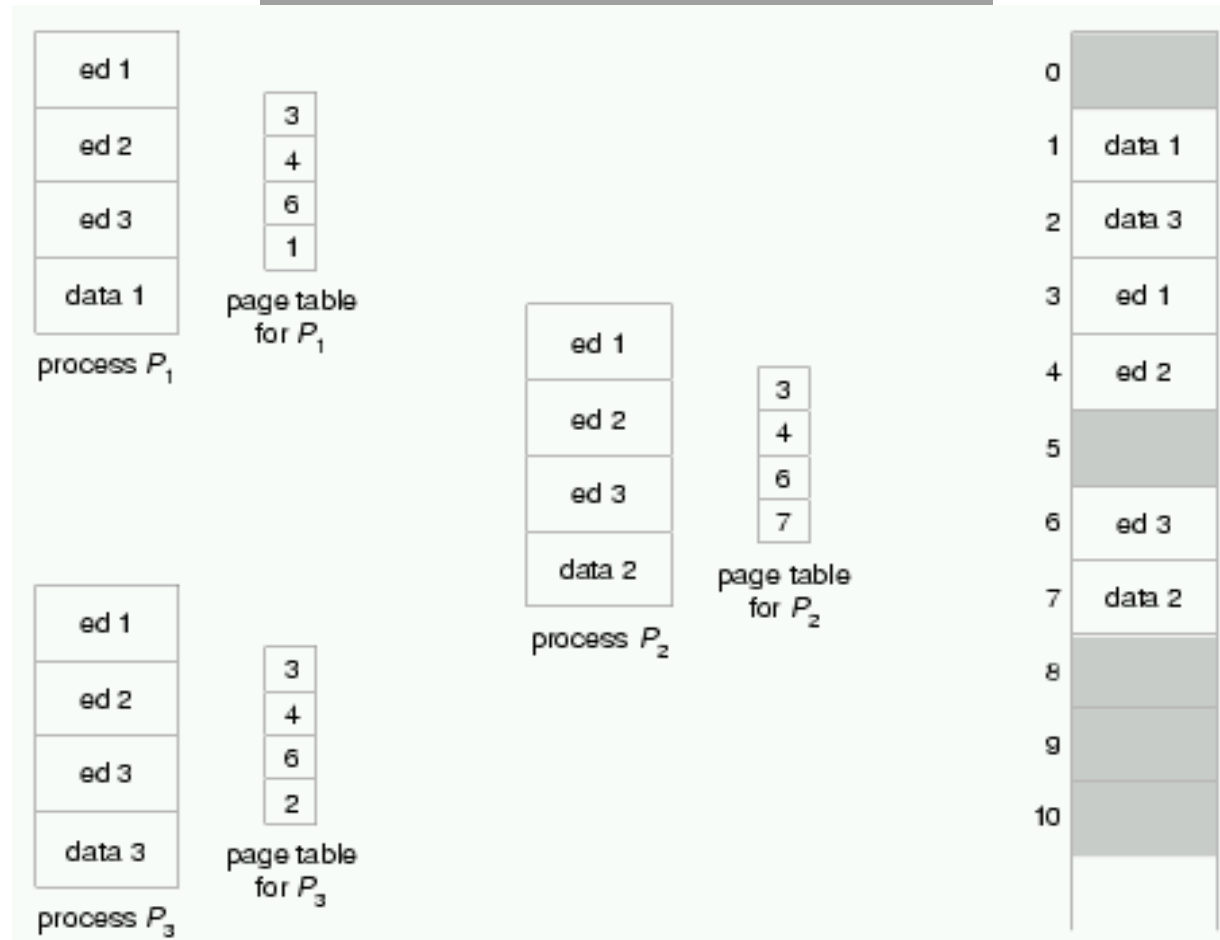 ed 1
ed 2
ed 3
data 1
process P1
3
4
6
1
page table
for P1
ed 1
ed 2
ed 3
data 2
process P2
3
4
6
7
page table
for P2
ed 1
ed 2
ed 3
data 3
process P3
3
4
6
2
page table
for P3
0
1 data 1
2 data 3
3 ed 1
4 ed 2
5
6 ed 3
7 data 2
8
9
10